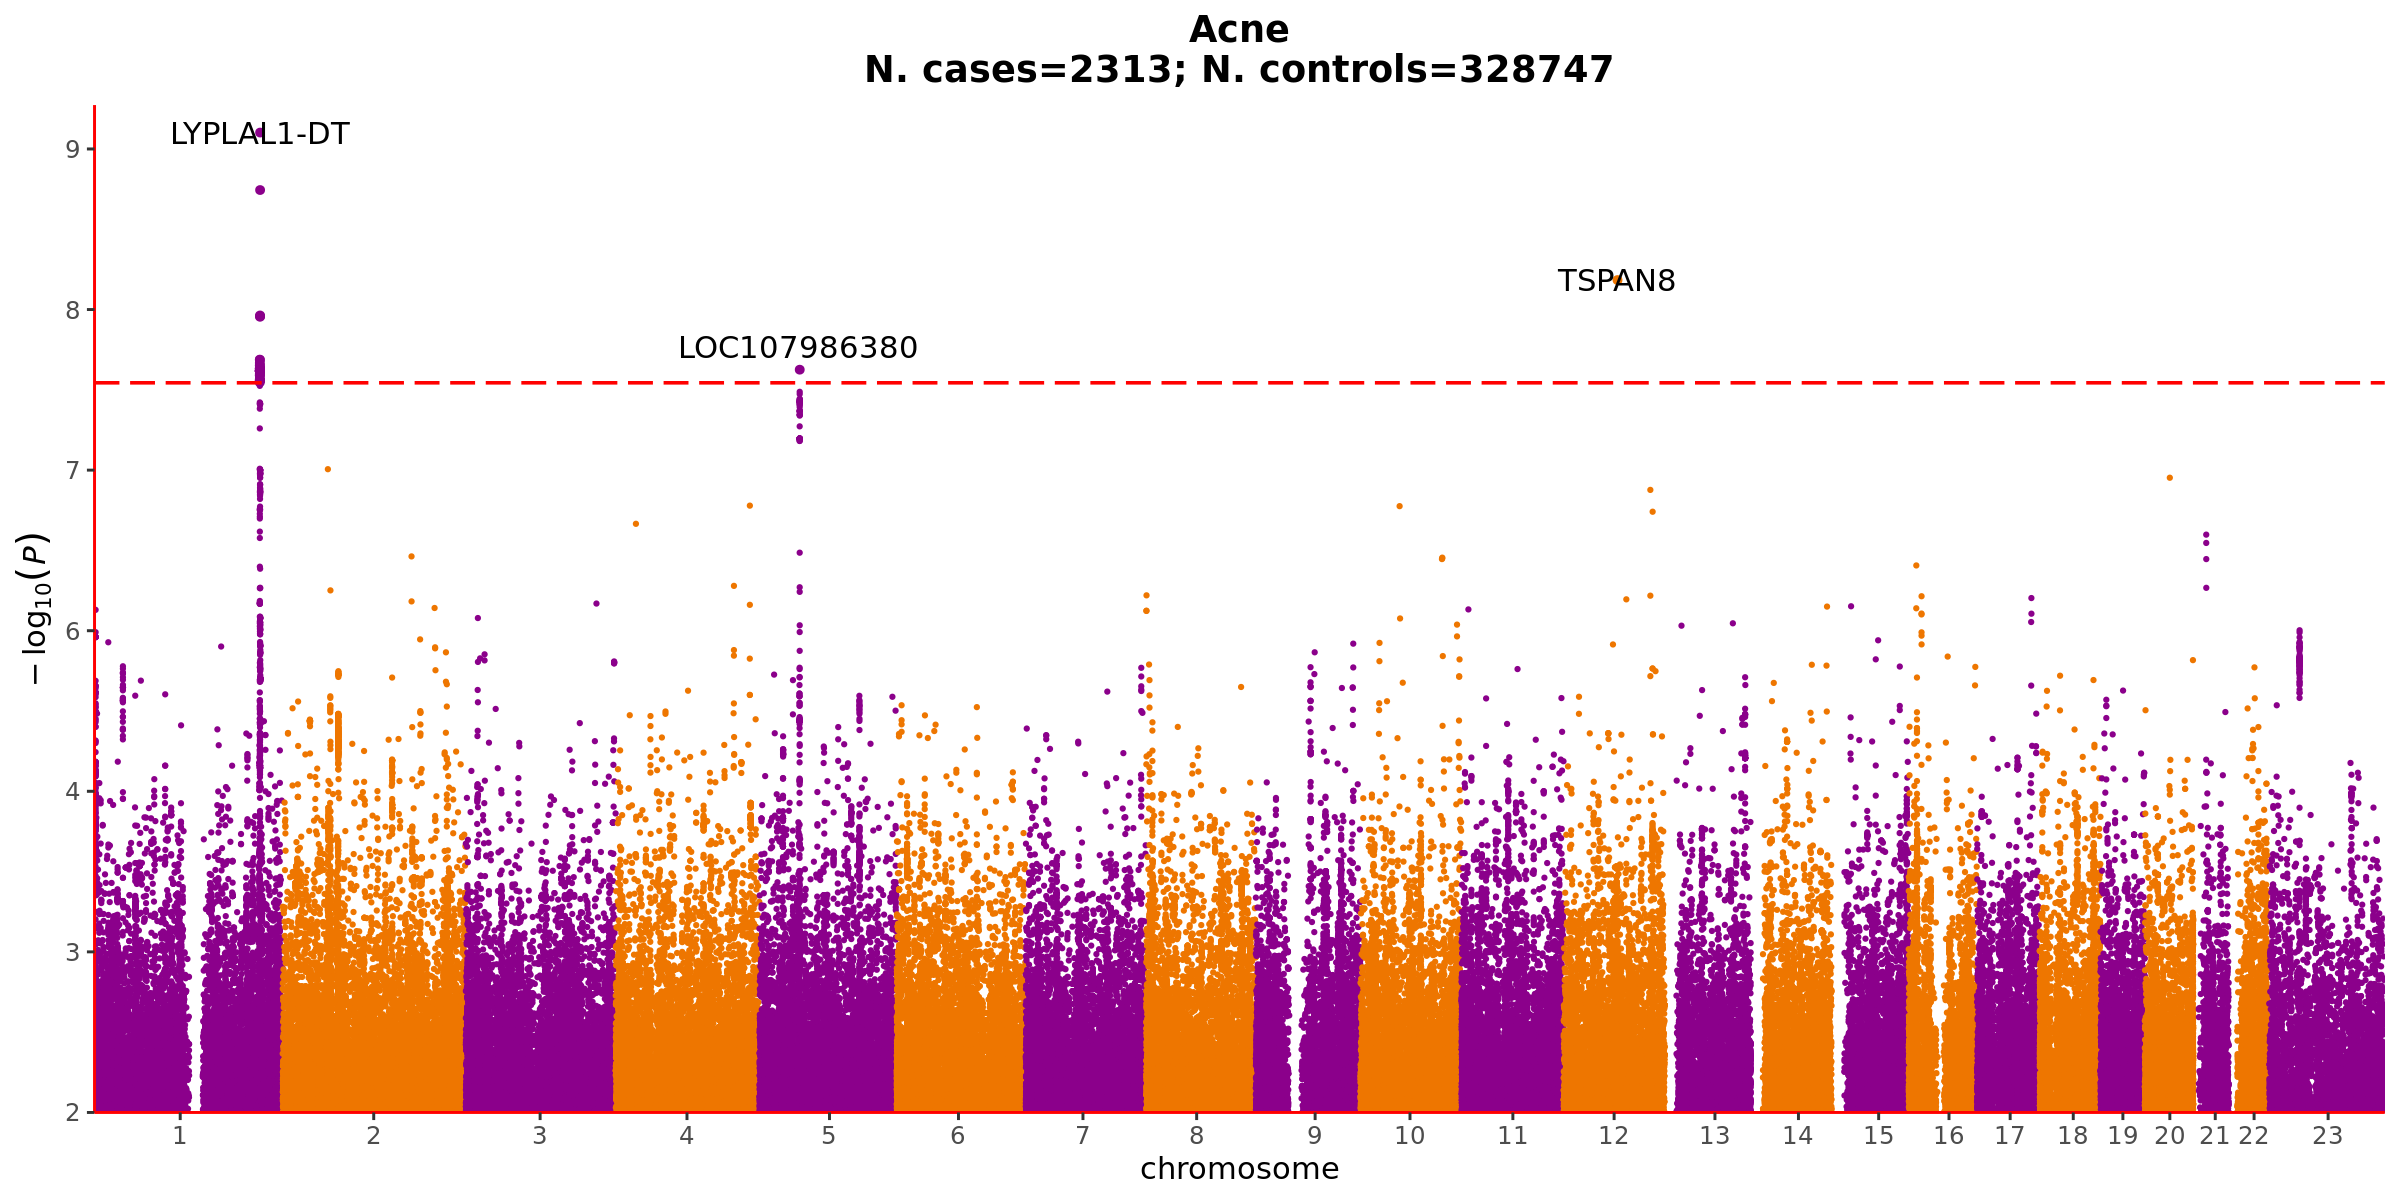 Acne
N. cases=2313; N. controls=328747
LYPLAL1-DT
TSPAN8
LOC107986380
−log10(P)
9
8
7
6
4
3
2
1 2 3 4 5 6 7 8 9 10 11 12 13 14 15 16 17 18 19 20 21 22 23
chromosome